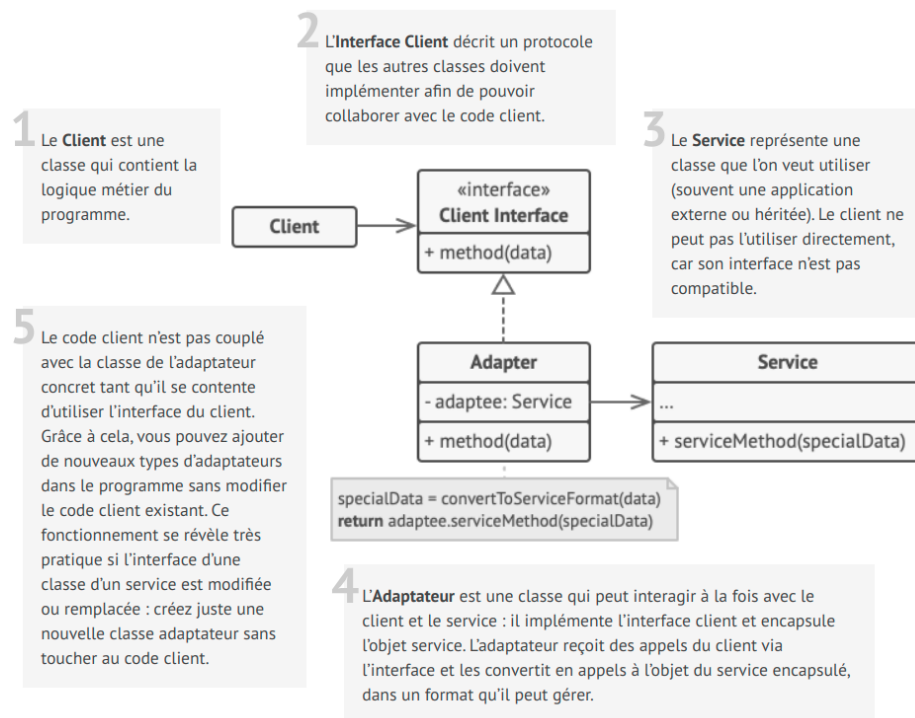 2
L'Interface Client décrit un protocole
que les autres classes doivent
implémenter afin de pouvoir
collaborer avec le code client.
1
Le Client est une
classe qui contient la
logique métier du
programme.
3
Le Service représente une
classe que l'on veut utiliser
(souvent une application
externe ou héritée). Le client ne
peut pas l'utiliser directement,
car son interface n'est pas
compatible.
Client
«interface»
Client Interface
+ method(data)
5
Le code client n'est pas couplé
avec la classe de l'adaptateur
concret tant qu'il se contente
d'utiliser l'interface du client.
Grâce à cela, vous pouvez ajouter
de nouveaux types d'adaptateurs
dans le programme sans modifier
le code client existant. Ce
fonctionnement se révèle très
pratique si l'interface d'une
classe d'un service est modifiée
ou remplacée : créez juste une
nouvelle classe adaptateur sans
toucher au code client.
Adapter
- adaptee: Service
+ method(data)
Service
...
+ serviceMethod(specialData)
specialData = convertToServiceFormat(data)
return adaptee.serviceMethod(specialData)
4
L'Adaptateur est une classe qui peut interagir à la fois avec le
client et le service : il implémente l'interface client et encapsule
l'objet service. L'adaptateur reçoit des appels du client via
l'interface et les convertit en appels à l'objet du service encapsulé,
dans un format qu'il peut gérer.